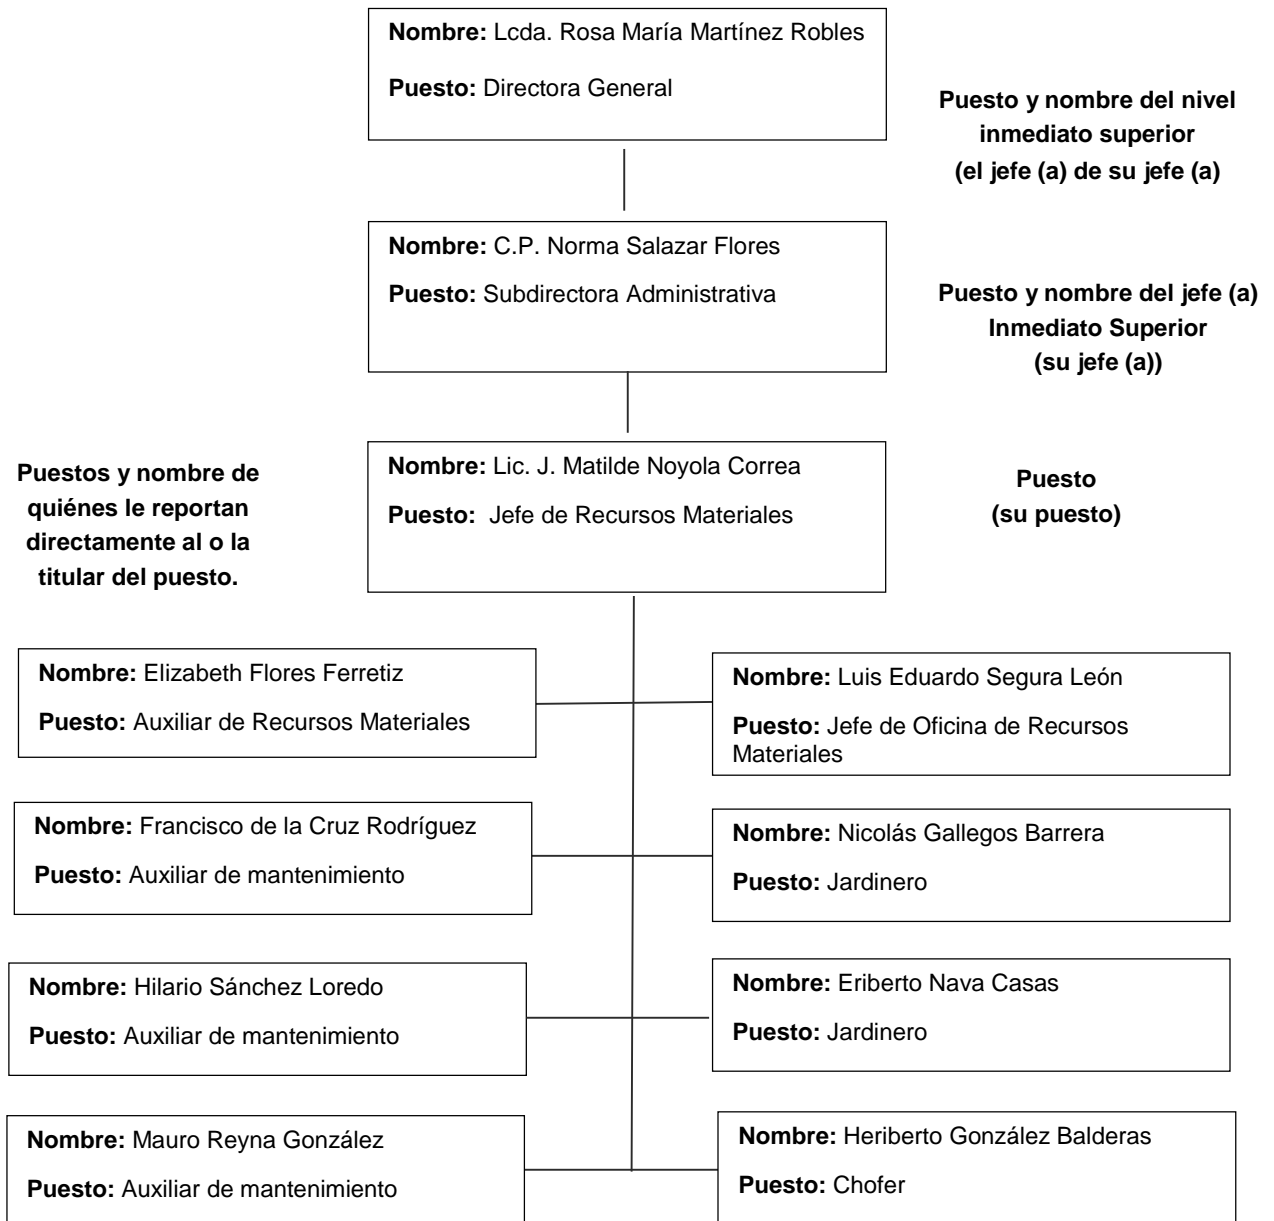 Nombre: Lcda. Rosa María Martínez Robles
Puesto: Directora General
Puesto y nombre del nivel
inmediato superior
(el jefe (a) de su jefe (a)
Nombre: C.P. Norma Salazar Flores
Puesto: Subdirectora Administrativa
Puesto y nombre del jefe (a)
Inmediato Superior
(su jefe (a))
Puestos y nombre de
quiénes le reportan
directamente al o la
titular del puesto.
Nombre: Lic. J. Matilde Noyola Correa
Puesto: Jefe de Recursos Materiales
Puesto
(su puesto)
Nombre: Elizabeth Flores Ferretiz
Puesto: Auxiliar de Recursos Materiales
Nombre: Luis Eduardo Segura León
Puesto: Jefe de Oficina de Recursos
Materiales
Nombre: Francisco de la Cruz Rodríguez
Puesto: Auxiliar de mantenimiento
Nombre: Nicolás Gallegos Barrera
Puesto: Jardinero
Nombre: Hilario Sánchez Loredo
Puesto: Auxiliar de mantenimiento
Nombre: Eriberto Nava Casas
Puesto: Jardinero
Nombre: Mauro Reyna González
Puesto: Auxiliar de mantenimiento
Nombre: Heriberto González Balderas
Puesto: Chofer